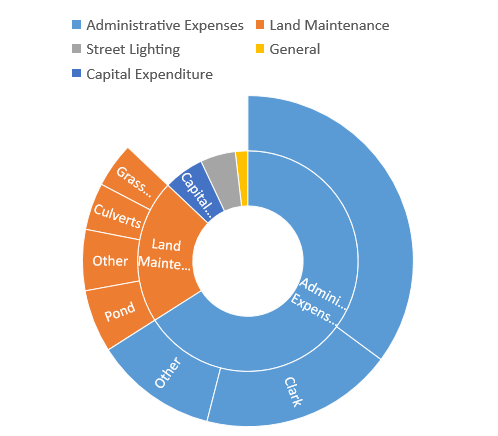 Administrative Expenses
Land Maintenance
Street Lighting
General
Capital Expenditure
Grass...
Culverts
Other
Pond
Other
Clark
Capital...
Land
Mainte...
Admini...
Expens...